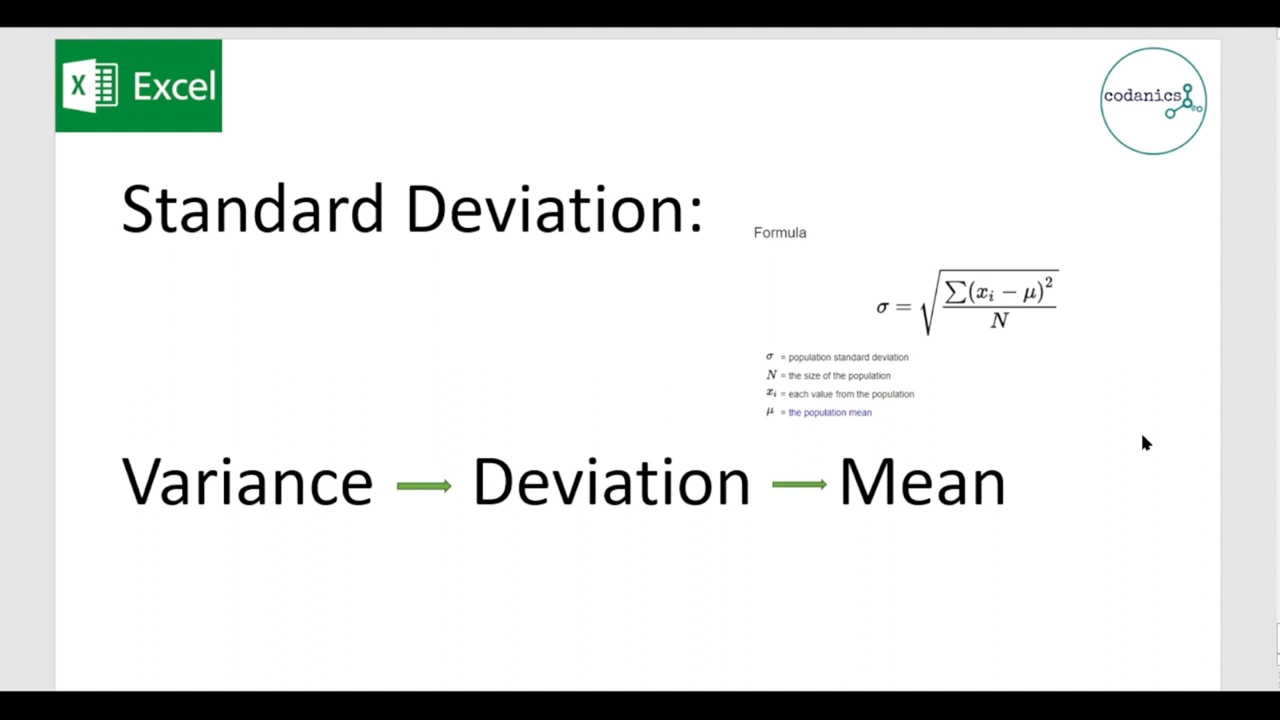 X Excel
codanics
Standard Deviation:
Formula
σ = √(∑(xᵢ − μ)² / N)
σ = population standard deviation
N = the size of the population
xᵢ = each value from the population
μ = the population mean
Variance → Deviation → Mean